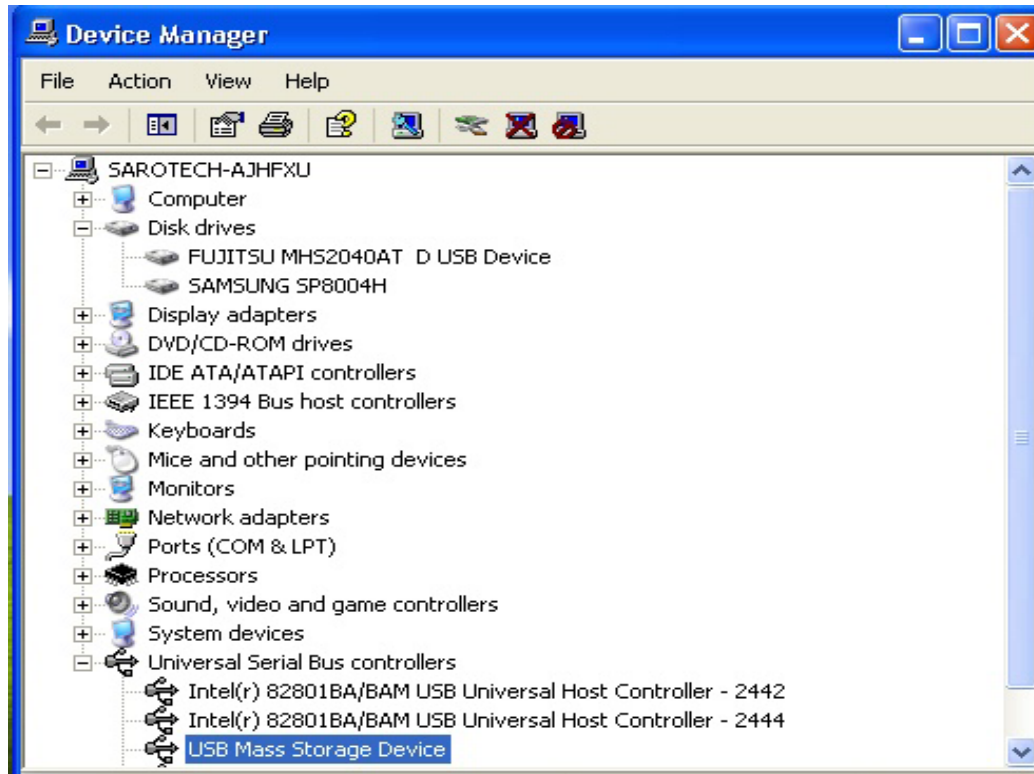 Device Manager
File Action View Help
SAROTECH-AJHFXU
Computer
Disk drives
FUJITSU MHS2040AT  D USB Device
SAMSUNG SP8004H
Display adapters
DVD/CD-ROM drives
IDE ATA/ATAPI controllers
IEEE 1394 Bus host controllers
Keyboards
Mice and other pointing devices
Monitors
Network adapters
Ports (COM & LPT)
Processors
Sound, video and game controllers
System devices
Universal Serial Bus controllers
Intel(r) 82801BA/BAM USB Universal Host Controller - 2442
Intel(r) 82801BA/BAM USB Universal Host Controller - 2444
USB Mass Storage Device